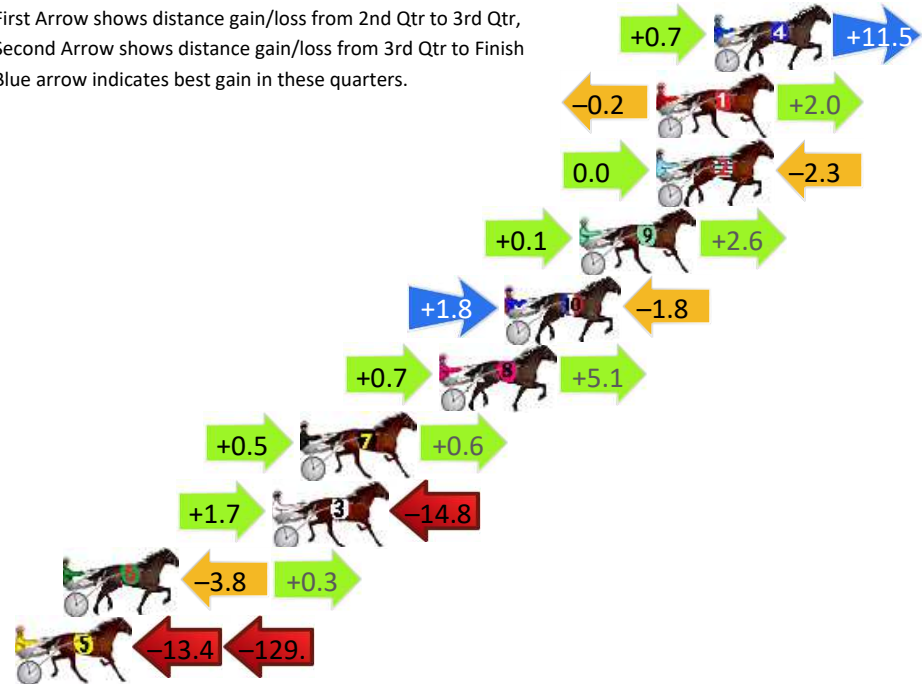 First Arrow shows distance gain/loss from 2nd Qtr to 3rd Qtr,
Second Arrow shows distance gain/loss from 3rd Qtr to Finish
Blue arrow indicates best gain in these quarters.
+0.7 4 +11.5
–0.2 1 +2.0
0.0 –2.3
+0.1 9 +2.6
+1.8 10 –1.8
+0.7 8 +5.1
+0.5 7 +0.6
+1.7 3 –14.8
–3.8 +0.3
5 –13.4 –129.